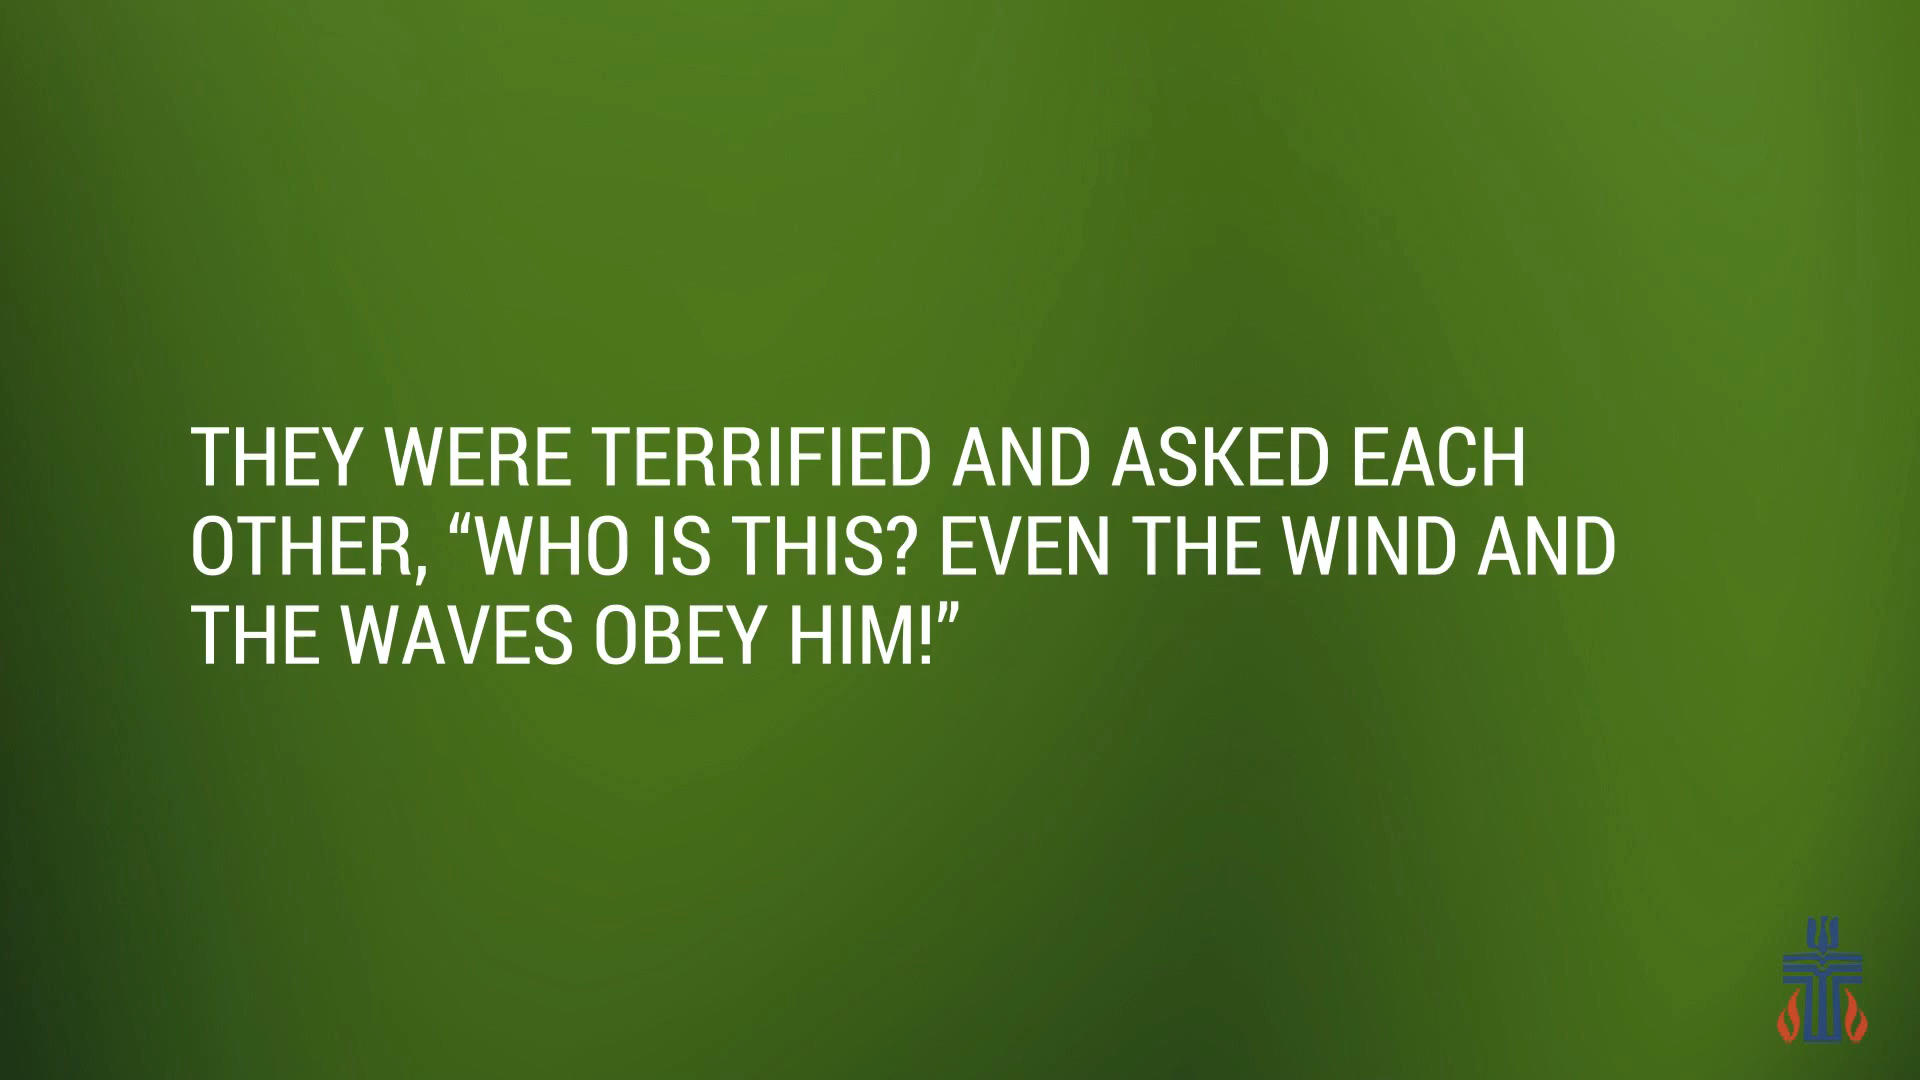 THEY WERE TERRIFIED AND ASKED EACH
OTHER, “WHO IS THIS? EVEN THE WIND AND
THE WAVES OBEY HIM!”